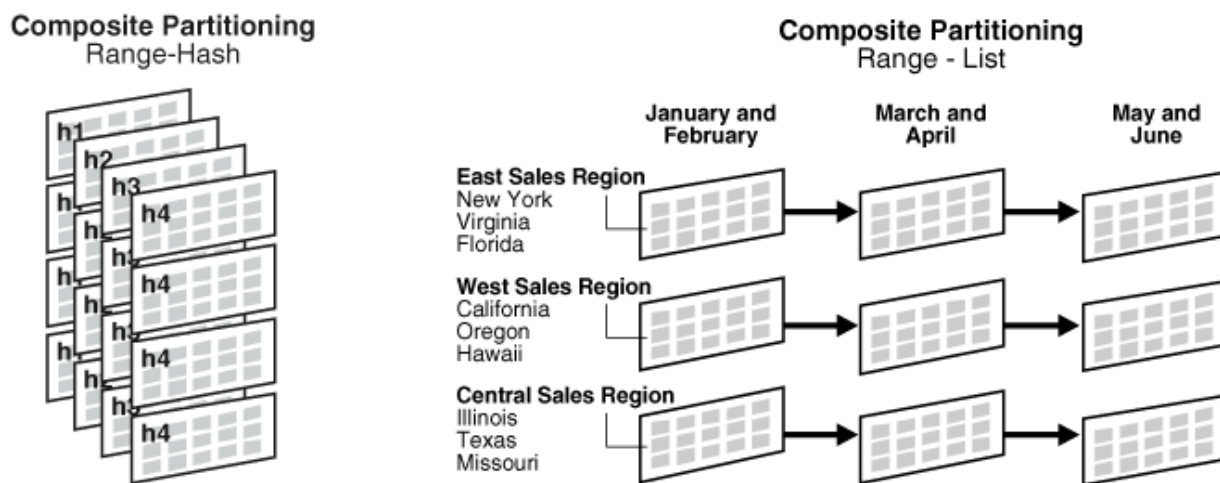 Composite Partitioning
Range-Hash
h1
h2
h3
h4
h4
h4
h4
Composite Partitioning
Range - List
January and
February
March and
April
May and
June
East Sales Region
New York
Virginia
Florida
West Sales Region
California
Oregon
Hawaii
Central Sales Region
Illinois
Texas
Missouri